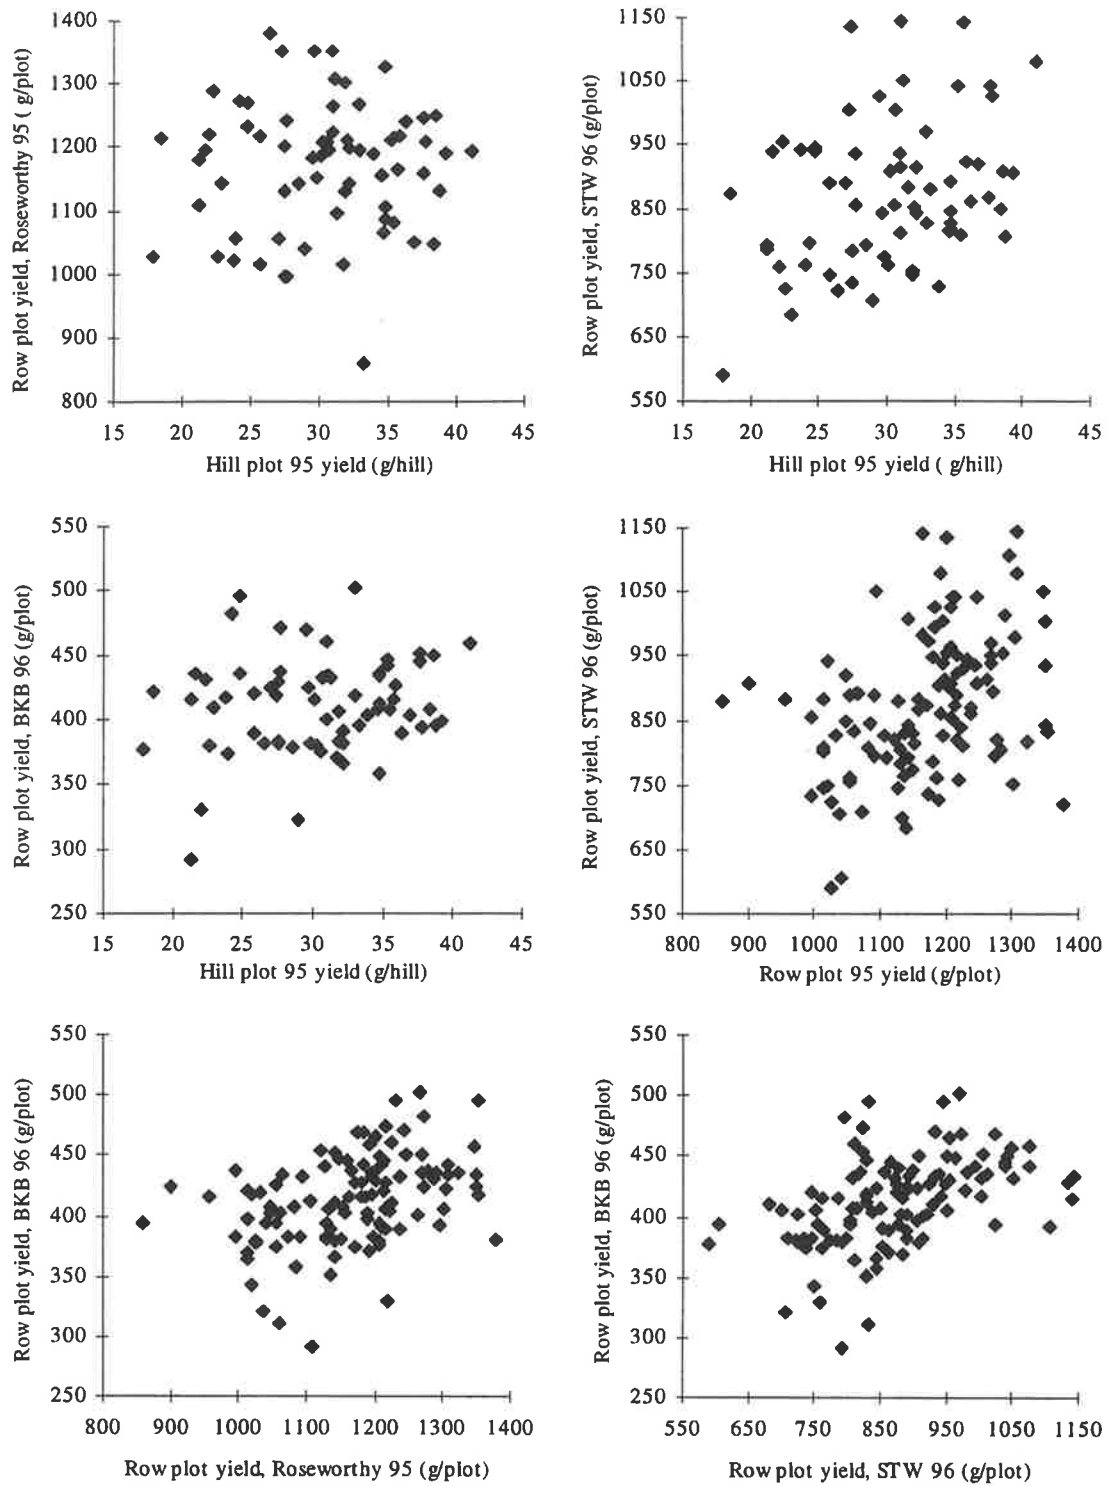 1400
1300
1200
1100
1000
900
800
Row plot yield, Roseworthy 95 ( g/plot)
15 20 25 30 35 40 45
Hill plot 95 yield (g/hill)
1150
1050
950
850
750
650
550
Row plot yield, STW 96 (g/plot)
15 20 25 30 35 40 45
Hill plot 95 yield ( g/hill)
550
500
450
400
350
300
250
Row plot yield, BKB 96 (g/plot)
15 20 25 30 35 40 45
Hill plot 95 yield (g/hill)
1150
1050
950
850
750
650
550
Row plot yield, STW 96 (g/plot)
800 900 1000 1100 1200 1300 1400
Row plot 95 yield (g/plot)
550
500
450
400
350
300
250
Row plot yield, BKB 96 (g/plot)
800 900 1000 1100 1200 1300 1400
Row plot yield, Roseworthy 95 (g/plot)
550
500
450
400
350
300
250
Row plot yield, BKB 96 (g/plot)
550 650 750 850 950 1050 1150
Row plot yield, STW 96 (g/plot)